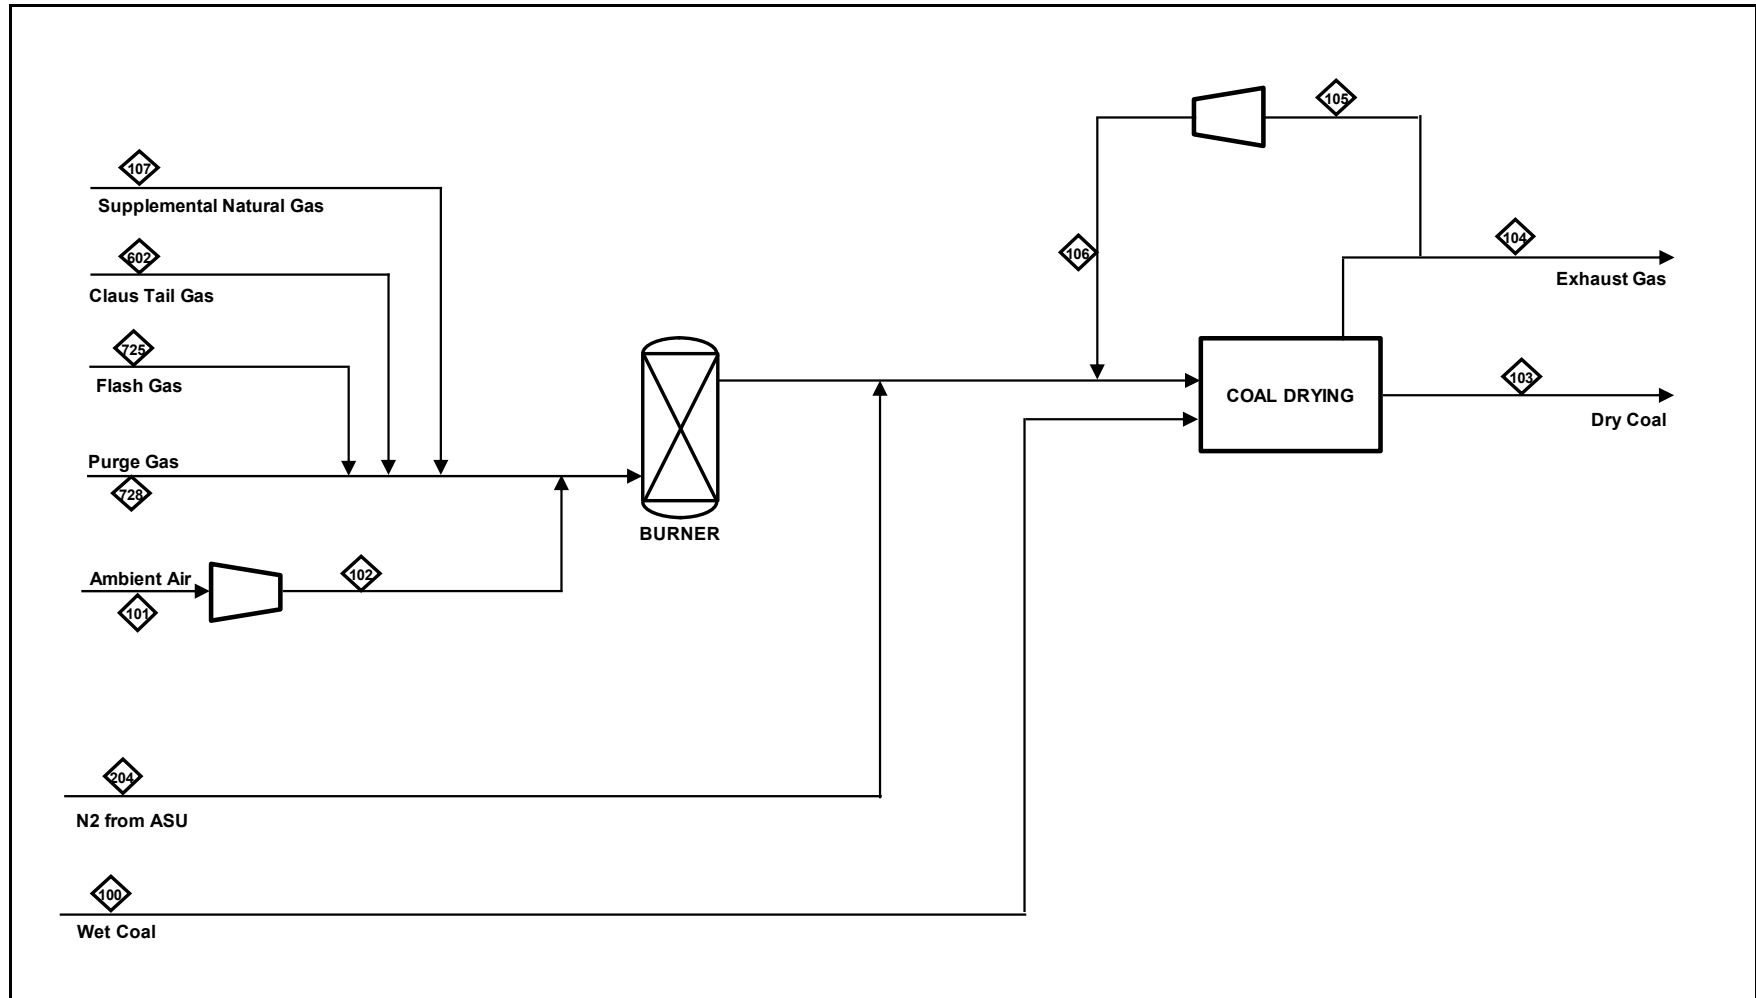 105
107
Supplemental Natural Gas
104
106
602
Exhaust Gas
Claus Tail Gas
725
Flash Gas
103
COAL DRYING
Dry Coal
Purge Gas
728
BURNER
102
Ambient Air
101
204
N2 from ASU
100
Wet Coal